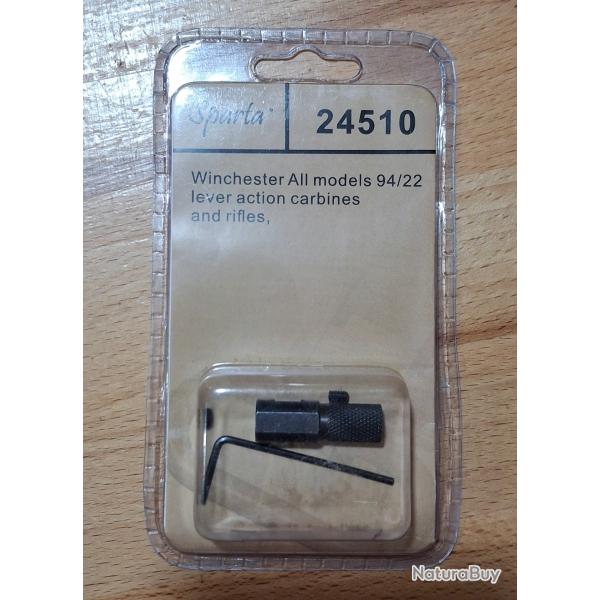 Sparta
24510
Winchester All models 94/22
lever action carbines
and rifles,
NaturaBuy